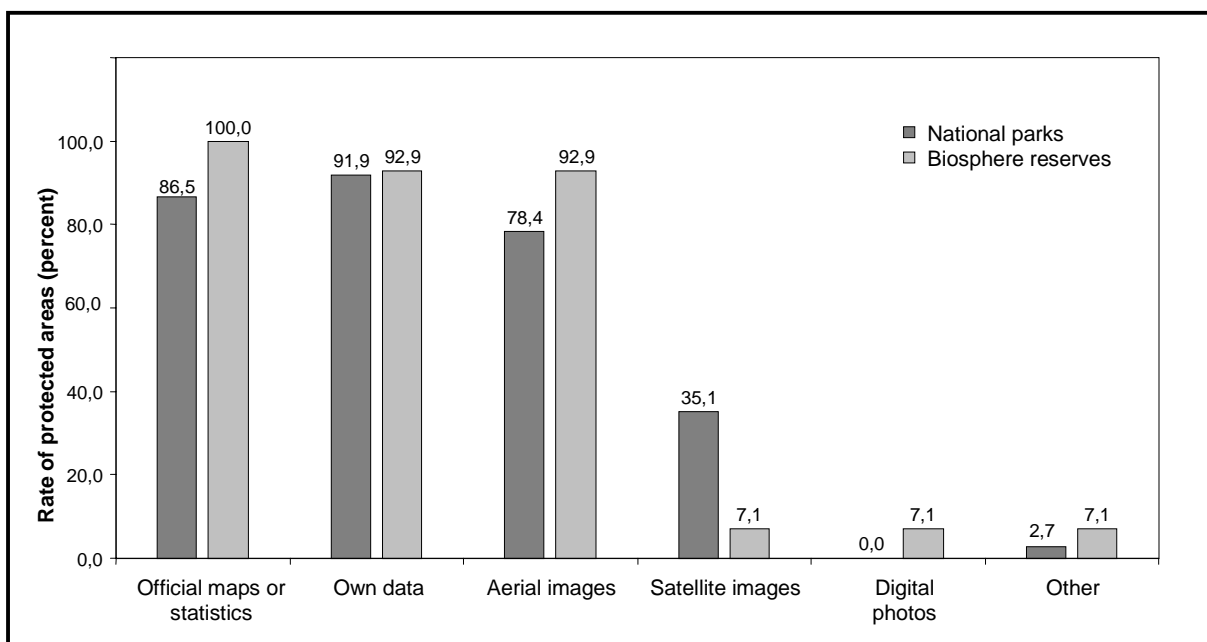 Rate of protected areas (percent)
100,0
80,0
60,0
40,0
20,0
0,0
86,5
100,0
91,9
92,9
78,4
92,9
35,1
7,1
0,0
7,1
2,7
7,1
National parks
Biosphere reserves
Official maps or
statistics
Own data
Aerial images
Satellite images
Digital
photos
Other